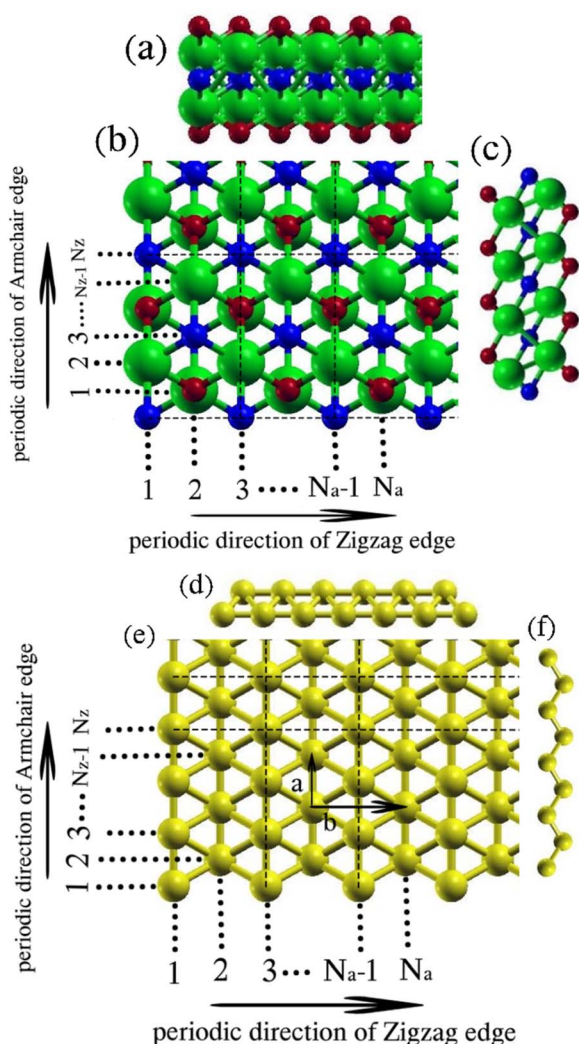 (a)
(b)
(c)
periodic direction of Armchair edge
Nz
Nz-1
3
2
1
1 2 3 Na-1 Na
periodic direction of Zigzag edge
(d)
(e)
(f)
periodic direction of Armchair edge
Nz
Nz-1
3
2
1
a
b
1 2 3 Na-1 Na
periodic direction of Zigzag edge